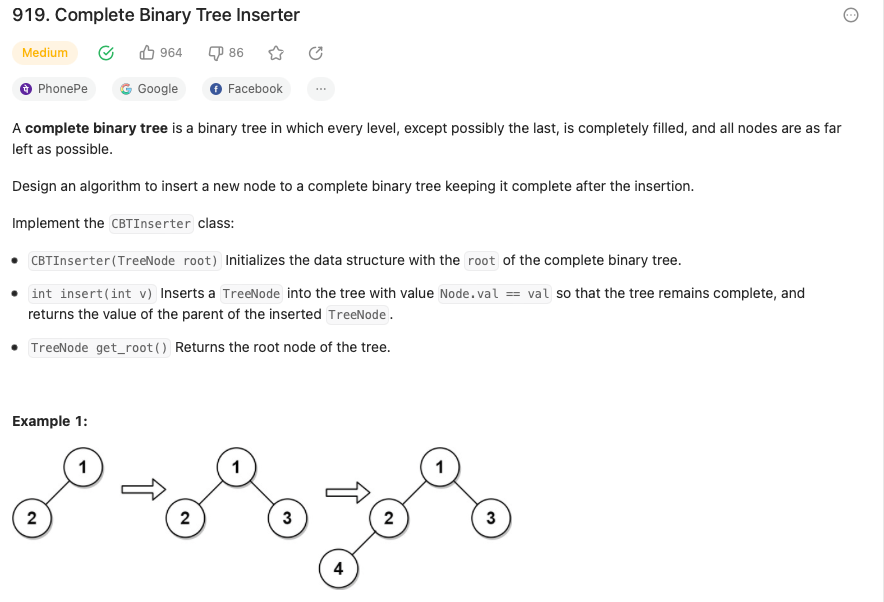 919. Complete Binary Tree Inserter
Medium 964 86
PhonePe Google Facebook ...
A complete binary tree is a binary tree in which every level, except possibly the last, is completely filled, and all nodes are as far
left as possible.
Design an algorithm to insert a new node to a complete binary tree keeping it complete after the insertion.
Implement the CBTInserter class:
• CBTInserter(TreeNode root) Initializes the data structure with the root of the complete binary tree.
• int insert(int v) Inserts a TreeNode into the tree with value Node.val == val so that the tree remains complete, and
returns the value of the parent of the inserted TreeNode.
• TreeNode get_root() Returns the root node of the tree.
Example 1:
1 1 1
2 2 3 2 3
4